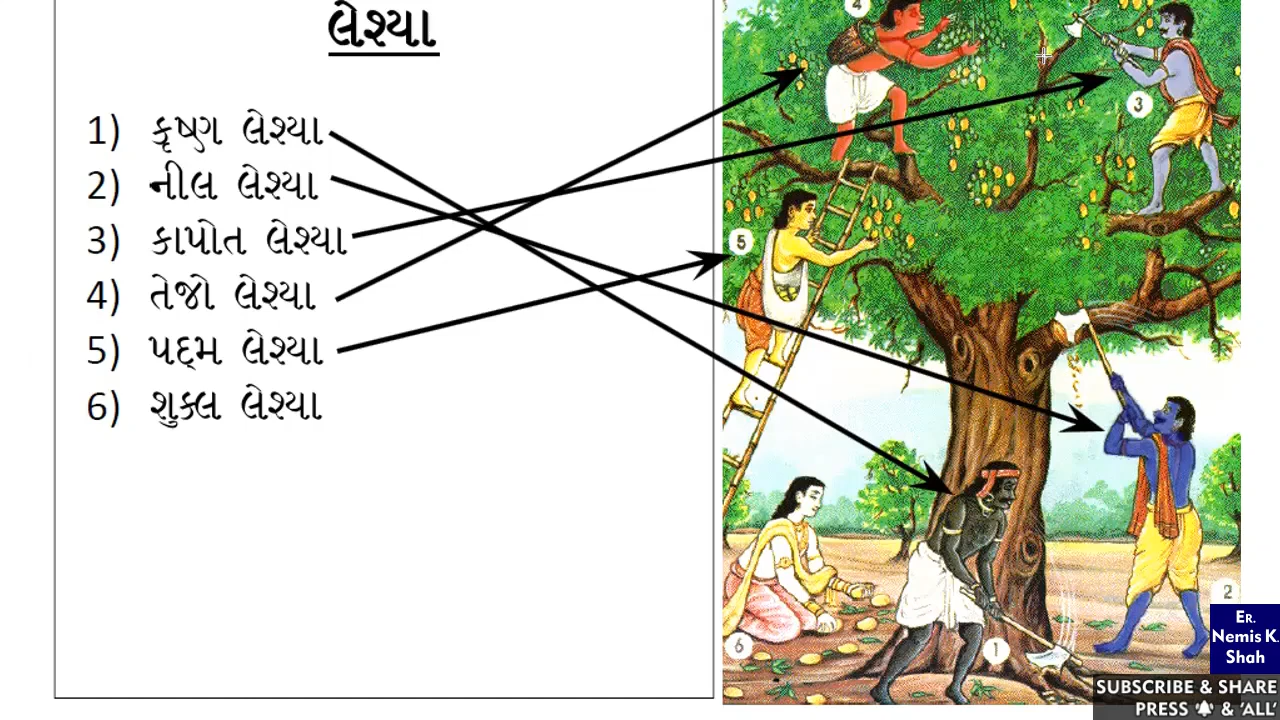 લેશ્યા
1) કૃષ્ણ લેશ્યા
2) નીલ લેશ્યા
3) કાપોત લેશ્યા
4) તેજો લેશ્યા
5) પદ્મ લેશ્યા
6) શુક્લ લેશ્યા
4
3
5
2
6
1
ER.
Nemis K.
Shah
SUBSCRIBE & SHARE
PRESS & 'ALL'